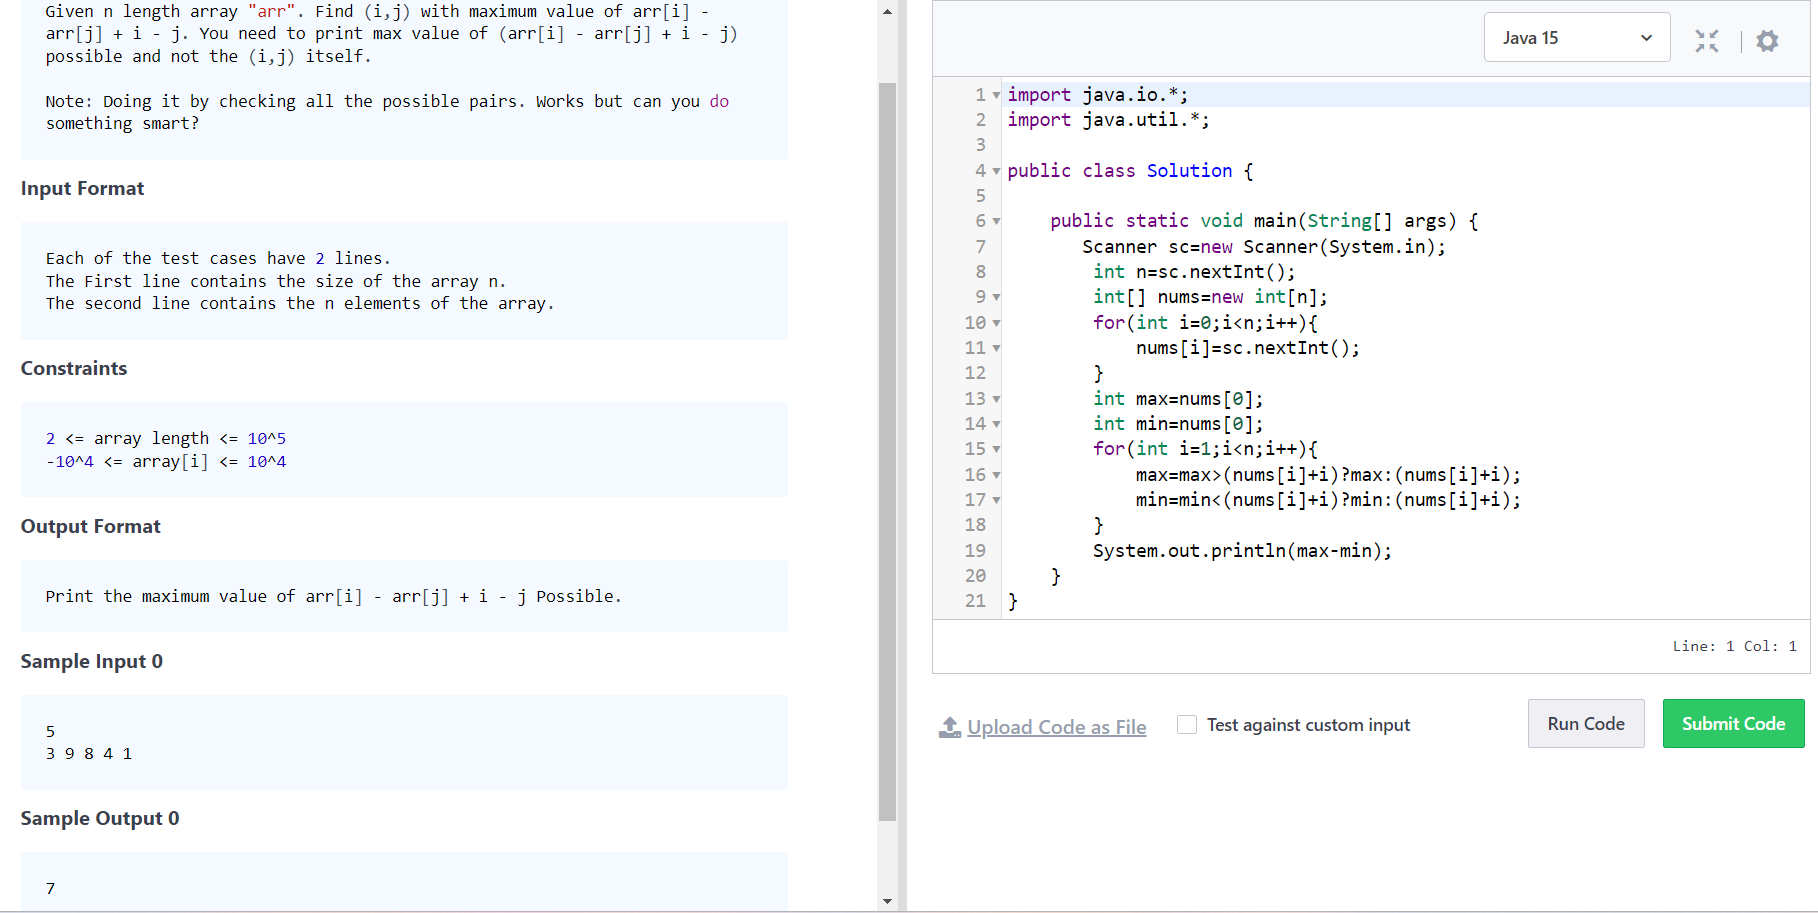 Given n length array "arr". Find (i,j) with maximum value of arr[i] -
arr[j] + i - j. You need to print max value of (arr[i] - arr[j] + i - j)
possible and not the (i,j) itself.
Note: Doing it by checking all the possible pairs. Works but can you do
something smart?
Input Format
Each of the test cases have 2 lines.
The First line contains the size of the array n.
The second line contains the n elements of the array.
Constraints
2 <= array length <= 10^5
-10^4 <= array[i] <= 10^4
Output Format
Print the maximum value of arr[i] - arr[j] + i - j Possible.
Sample Input 0
5
3 9 8 4 1
Sample Output 0
7
Java 15
1 import java.io.*;
2 import java.util.*;
3
4 public class Solution {
5
6     public static void main(String[] args) {
7        Scanner sc=new Scanner(System.in);
8         int n=sc.nextInt();
9         int[] nums=new int[n];
10         for(int i=0;i<n;i++){
11             nums[i]=sc.nextInt();
12         }
13         int max=nums[0];
14         int min=nums[0];
15         for(int i=1;i<n;i++){
16             max=max>(nums[i]+i)?max:(nums[i]+i);
17             min=min<(nums[i]+i)?min:(nums[i]+i);
18         }
19         System.out.println(max-min);
20     }
21 }
Line: 1 Col: 1
Upload Code as File
Test against custom input
Run Code
Submit Code